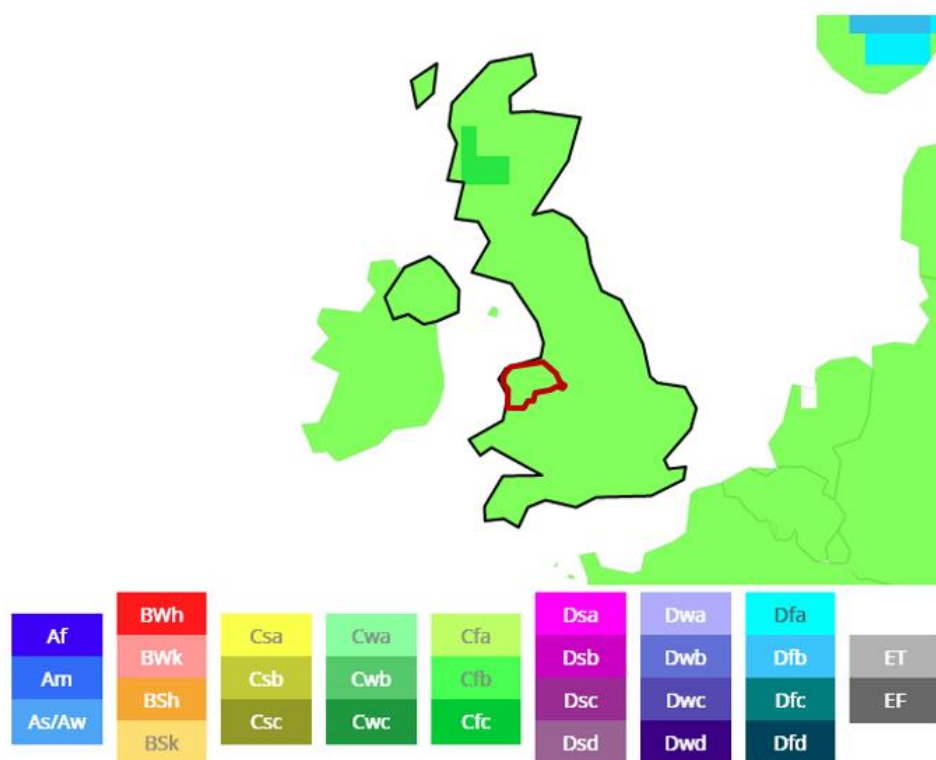 BWh
Dsa
Dwa
Dfa
Af
Csa
Cwa
Cfa
BWk
Dsb
Dwb
Dfb
ET
Am
Csb
Cwb
Cfb
BSh
Dsc
Dwc
Dfc
EF
As/Aw
Csc
Cwc
Cfc
BSk
Dsd
Dwd
Dfd